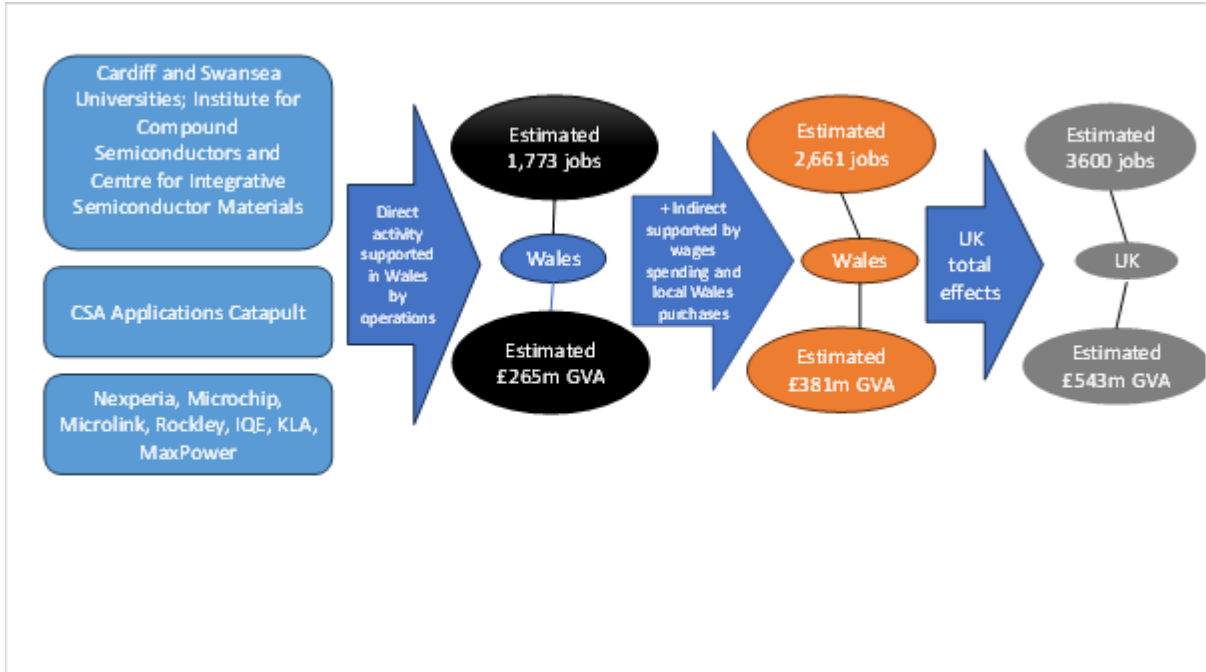 Cardiff and Swansea
Universities; Institute for
Compound
Semiconductors and
Centre for Integrative
Semiconductor Materials
CSA Applications Catapult
Nexperia, Microchip,
Microlink, Rockley, IQE, KLA,
MaxPower
Direct
activity
supported
in Wales
by
operations
Estimated
1,773 jobs
Wales
Estimated
£265m GVA
+ Indirect
supported by
wages
spending and
local Wales
purchases
Estimated
2,661 jobs
Wales
Estimated
£381m GVA
UK
total
effects
Estimated
3600 jobs
UK
Estimated
£543m GVA